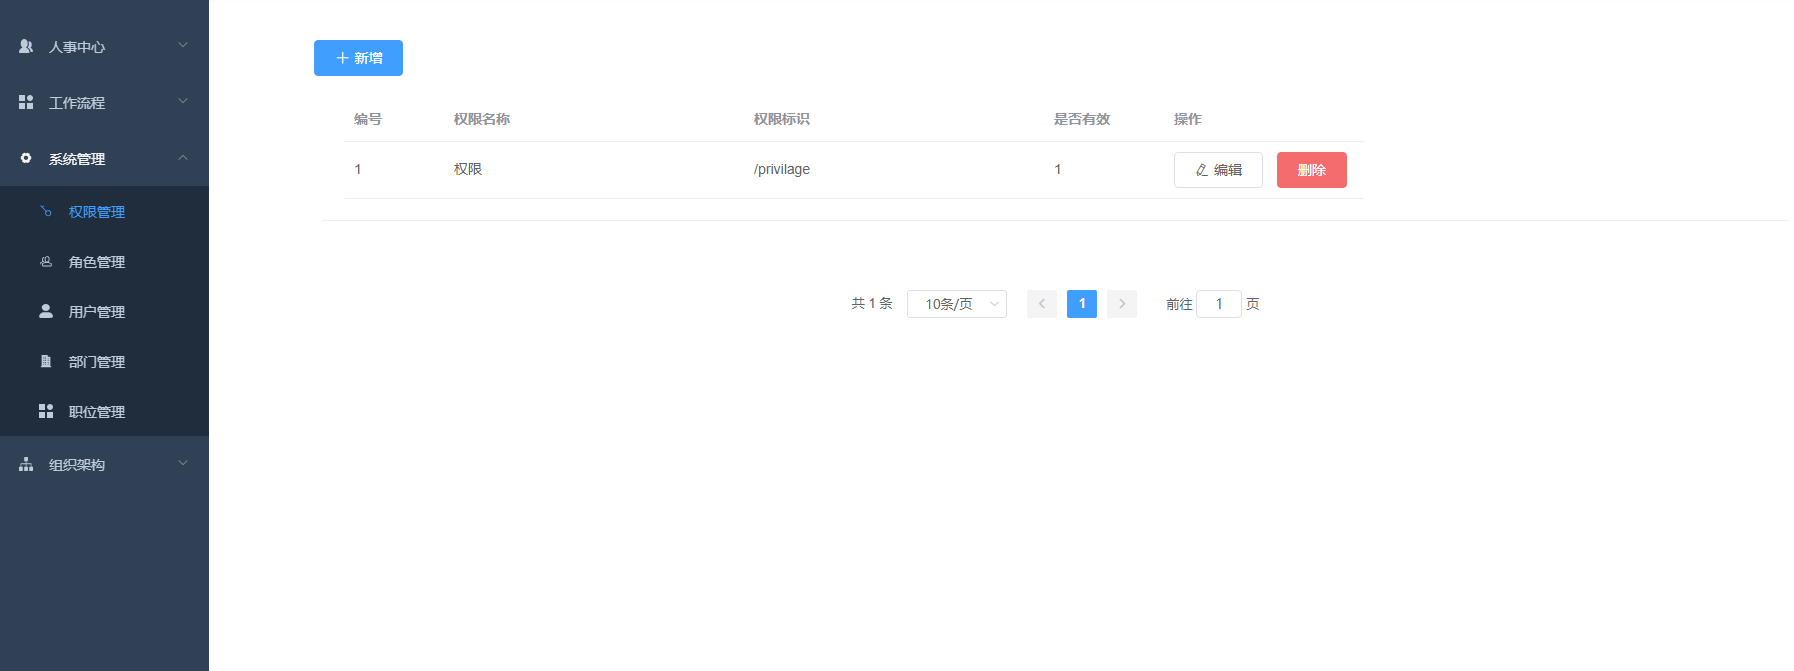 人事中心
工作流程
系统管理
权限管理
角色管理
用户管理
部门管理
职位管理
组织架构
新增
编号 权限名称 权限标识 是否有效 操作
1 权限 /privilage 1 编辑 删除
共 1 条 10条/页 1 前往 1 页